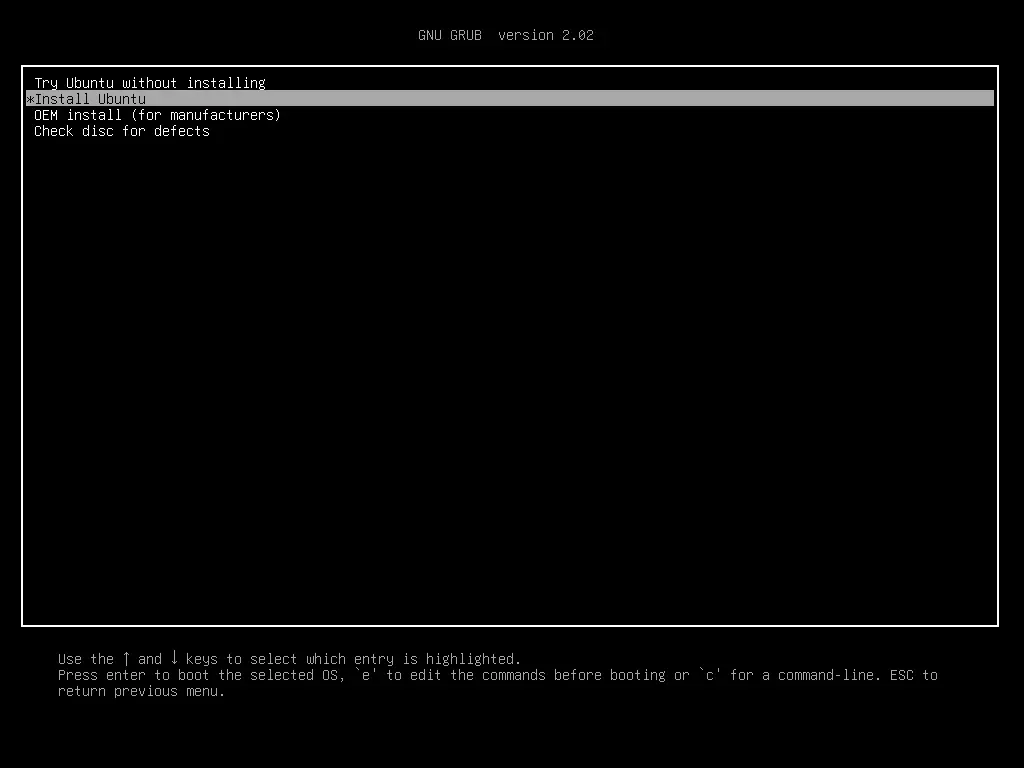 GNU GRUB  version 2.02
Try Ubuntu without installing
*Install Ubuntu
OEM install (for manufacturers)
Check disc for defects
Use the ↑ and ↓ keys to select which entry is highlighted.
Press enter to boot the selected OS, `e' to edit the commands before booting or `c' for a command-line. ESC to
return previous menu.